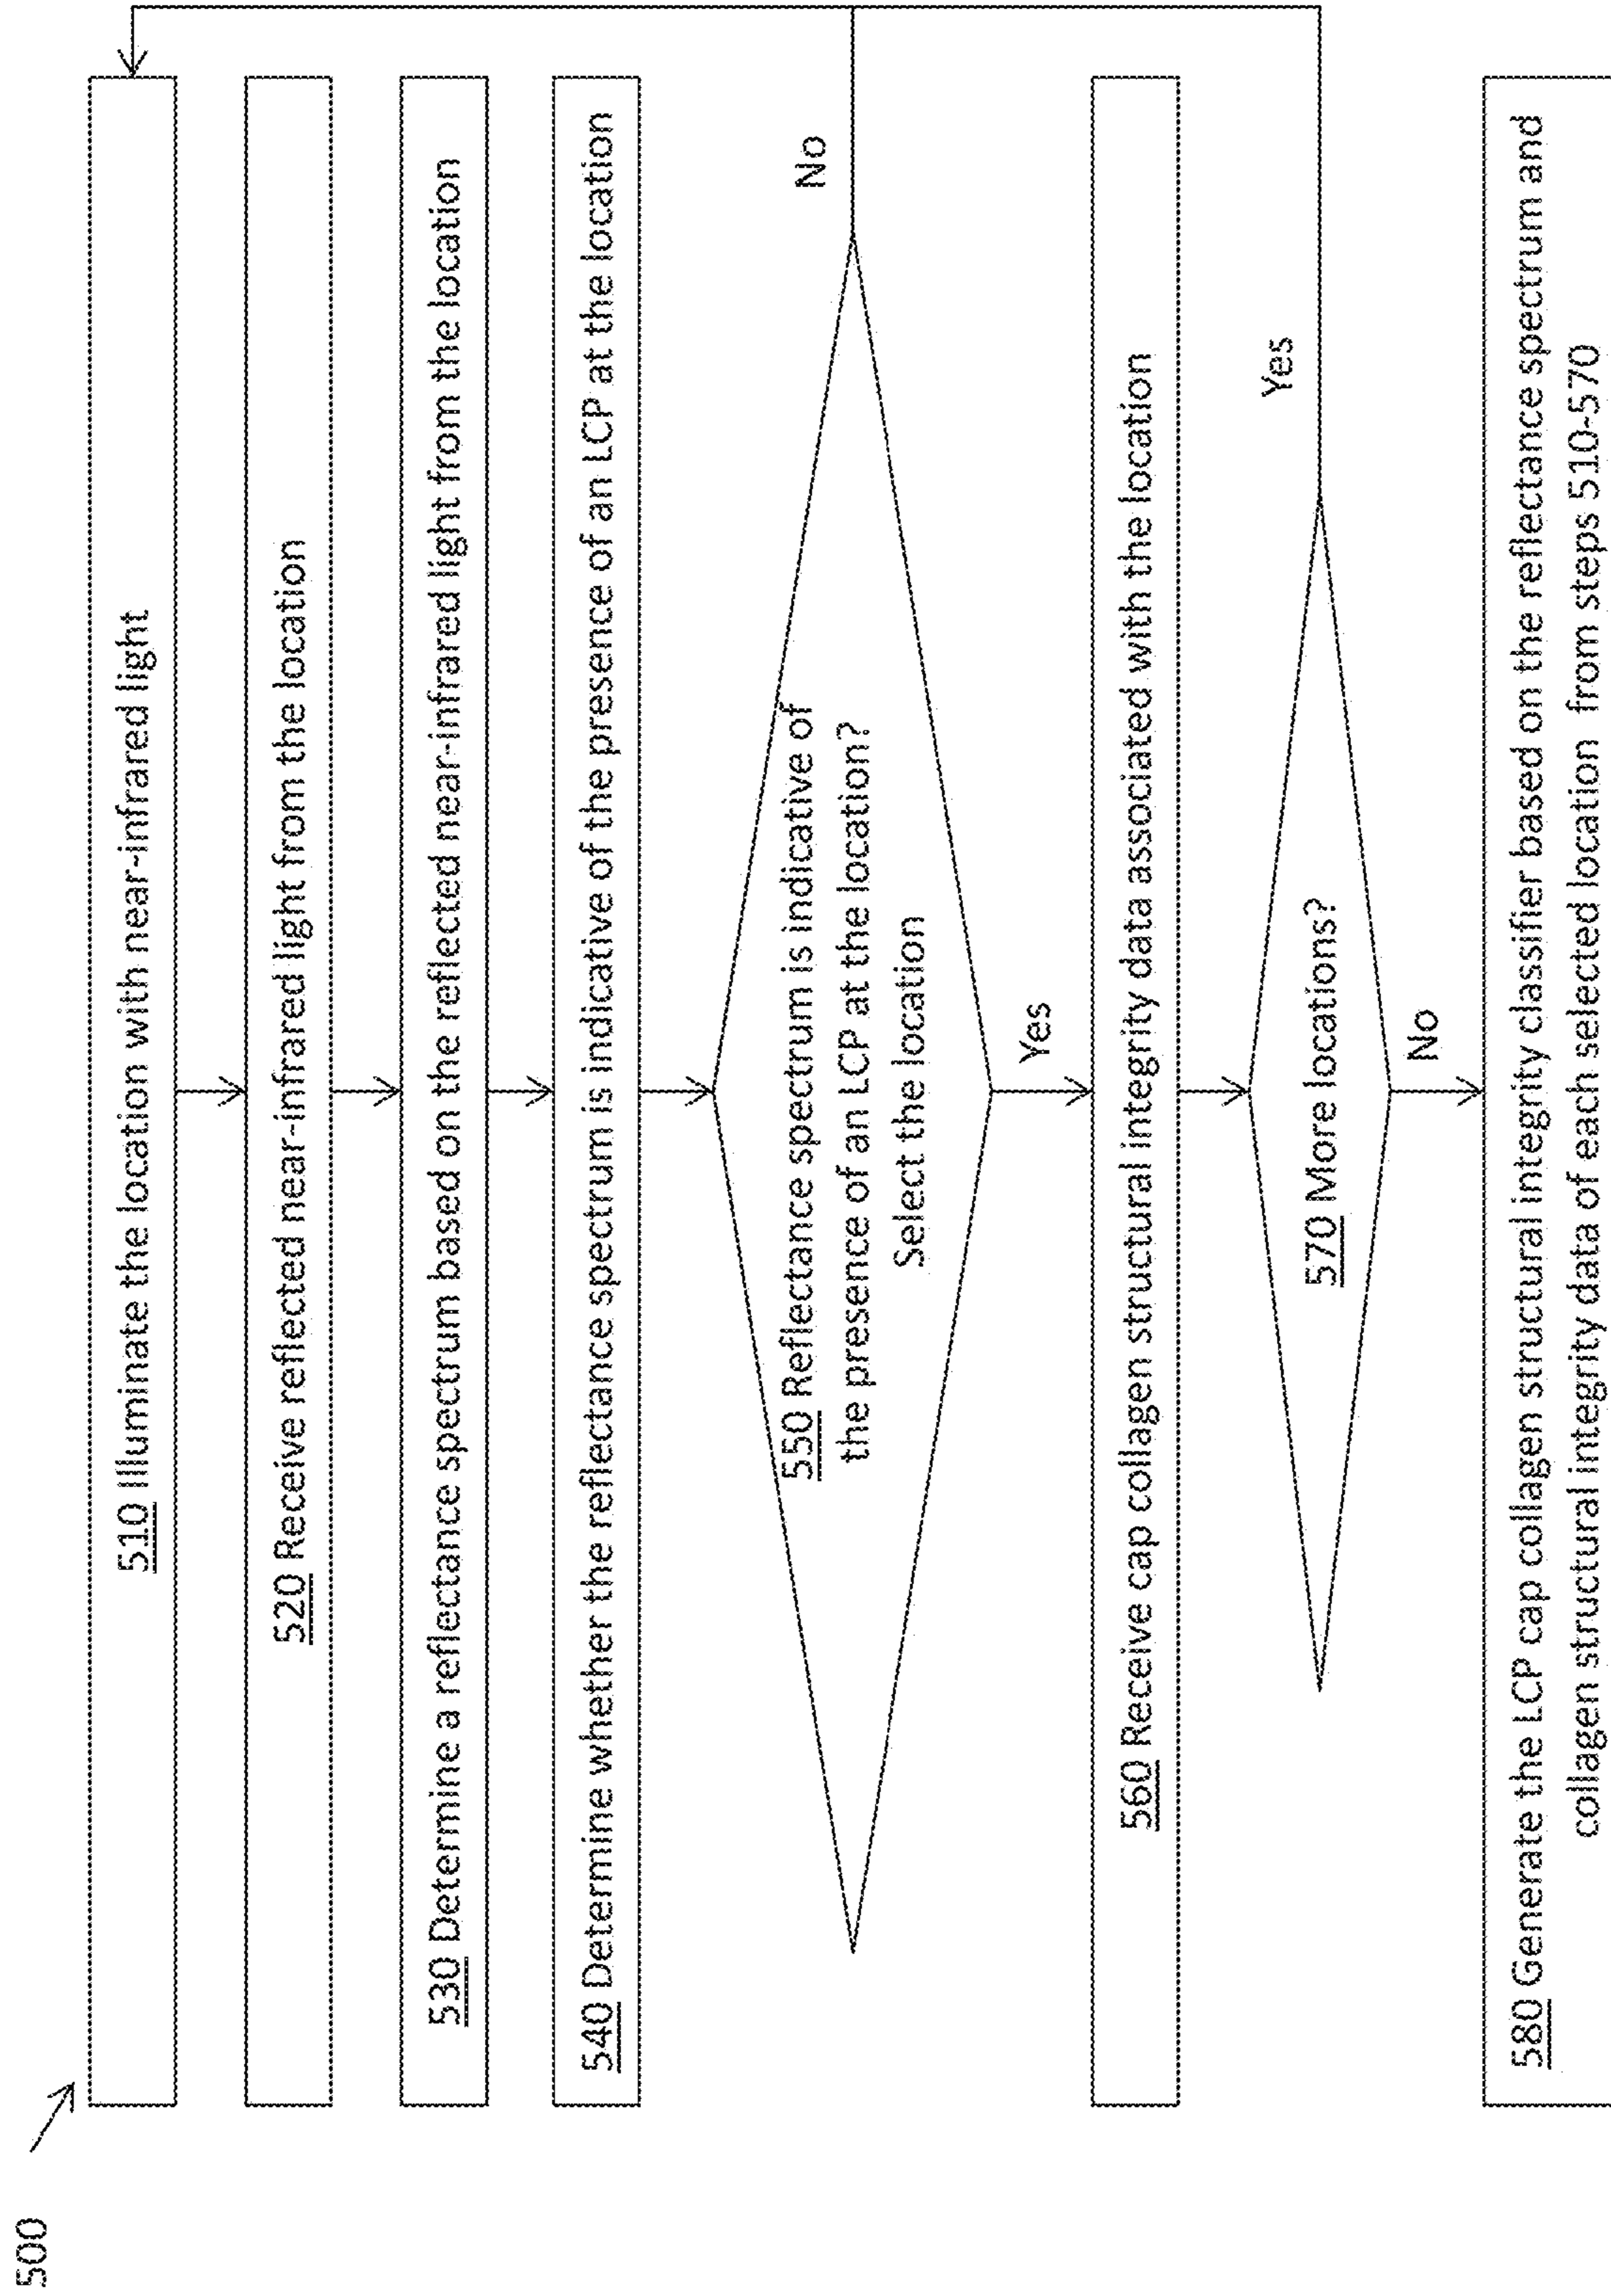 500
510 Illuminate the location with near-infrared light
520 Receive reflected near-infrared light from the location
530 Determine a reflectance spectrum based on the reflected near-infrared light from the location
540 Determine whether the reflectance spectrum is indicative of the presence of an LCP at the location
550 Reflectance spectrum is indicative of
the presence of an LCP at the location?
Select the location
No
Yes
560 Receive cap collagen structural integrity data associated with the location
570 More locations?
Yes
No
580 Generate the LCP cap collagen structural integrity classifier based on the reflectance spectrum and
collagen structural integrity data of each selected location from steps 510-570